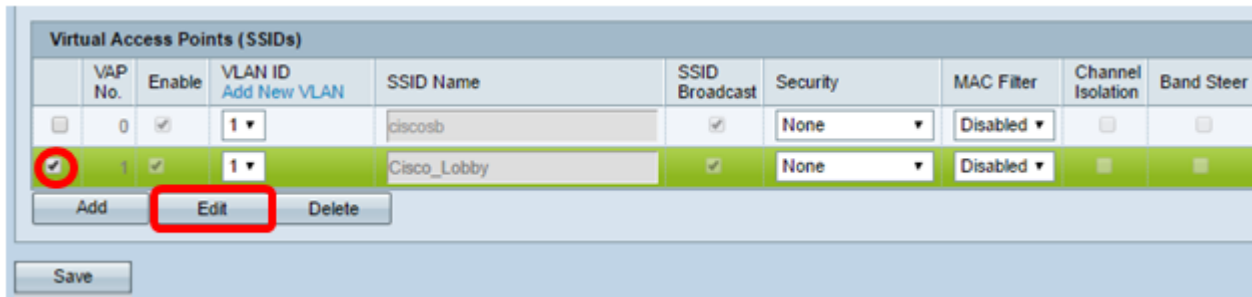 Virtual Access Points (SSIDs)
VAP No. Enable VLAN ID Add New VLAN SSID Name SSID Broadcast Security MAC Filter Channel Isolation Band Steer
0 1 ciscosb None Disabled
1 1 Cisco_Lobby None Disabled
Add Edit Delete
Save